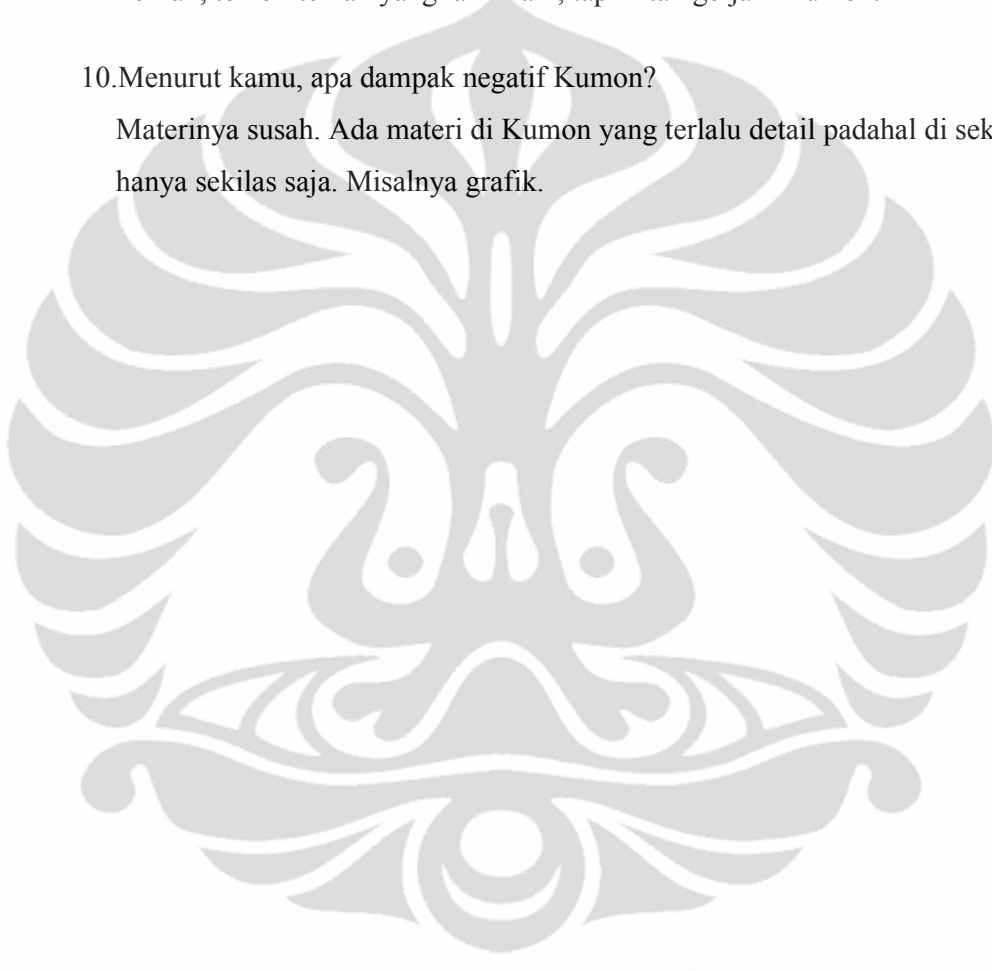 10.Menurut kamu, apa dampak negatif Kumon?
Materinya susah. Ada materi di Kumon yang terlalu detail padahal di sek
hanya sekilas saja. Misalnya grafik.